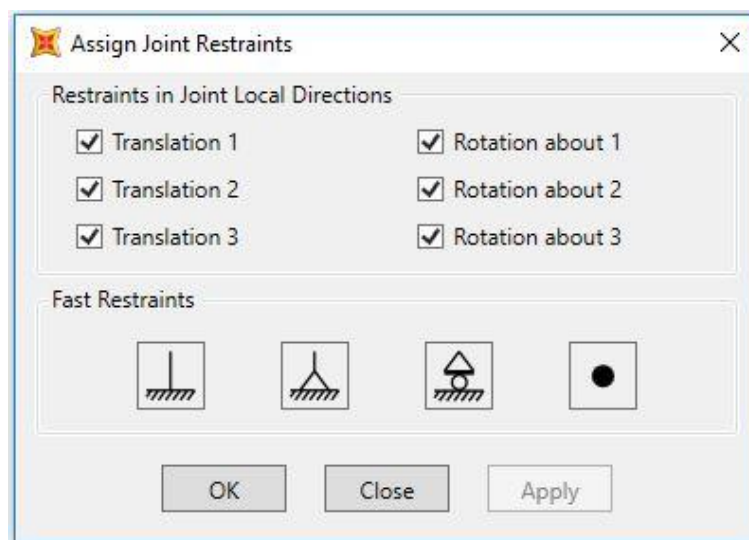 Assign Joint Restraints
Restraints in Joint Local Directions
Translation 1
Rotation about 1
Translation 2
Rotation about 2
Translation 3
Rotation about 3
Fast Restraints
OK
Close
Apply